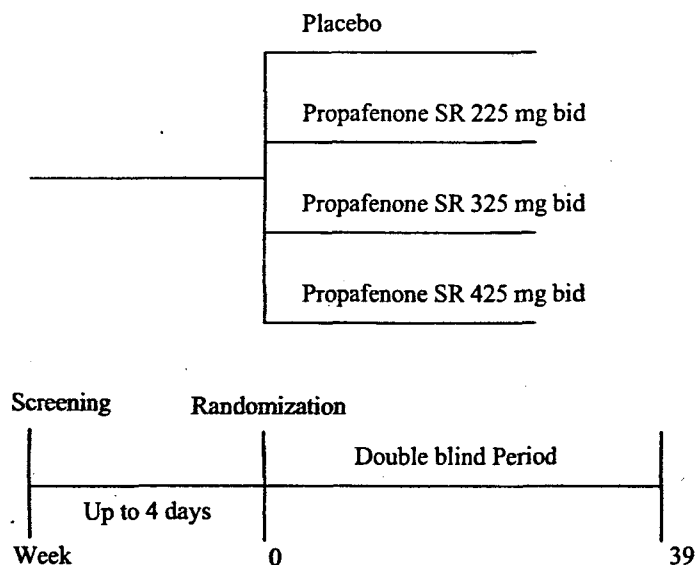 Placebo
Propafenone SR 225 mg bid
Propafenone SR 325 mg bid
Propafenone SR 425 mg bid
Screening Randomization
Double blind Period
Up to 4 days
Week 0 39